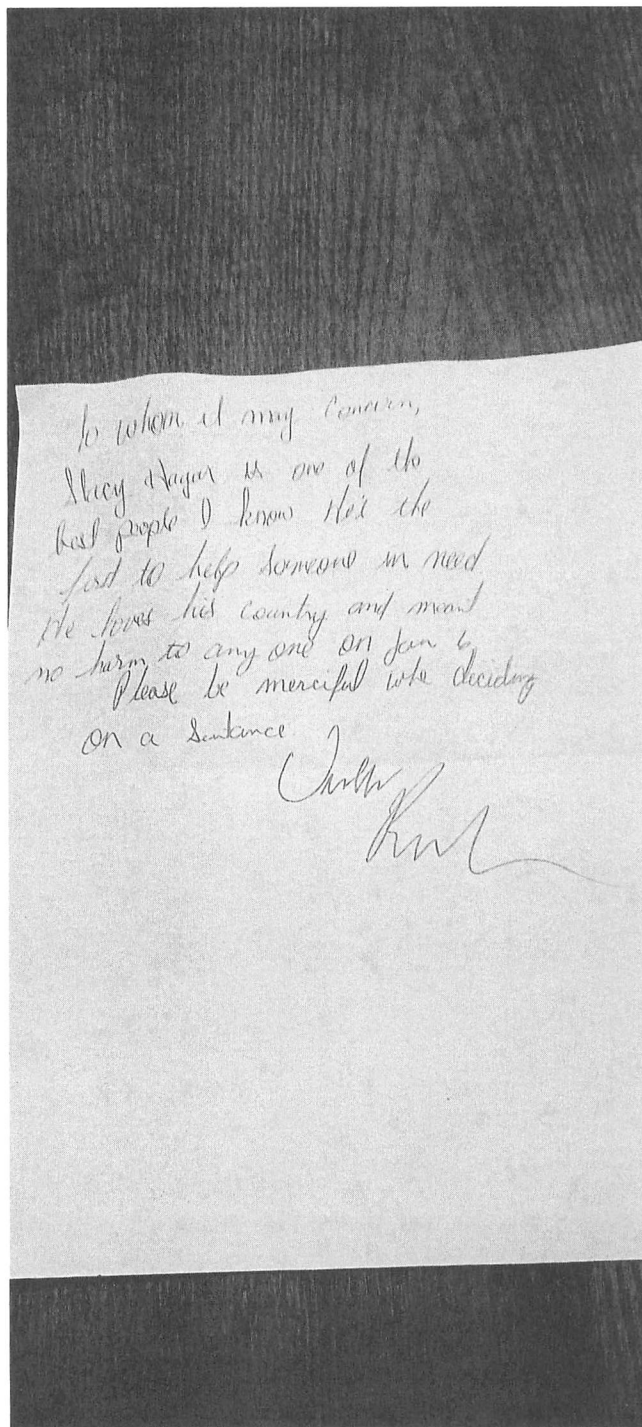 To whom it may Concern,
Stacy Hager is one of the
best people I know He's the
first to help someone in need
He loves his country and meant
no harm to any one on Jan 6
Please be merciful whe deciding
on a Sentance